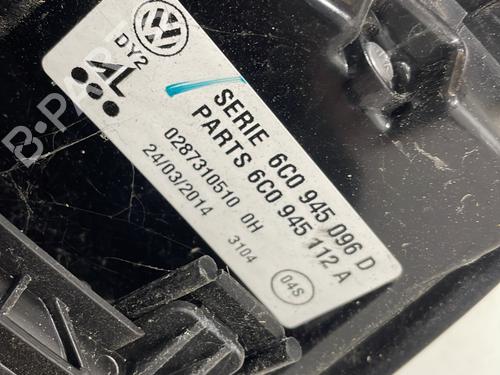 DY2
AL
SERIE 6C0 945 096 D
PARTS 6C0 945 112 A
0287310510 0H
24/03/2014
3104
04S
B-PARTS